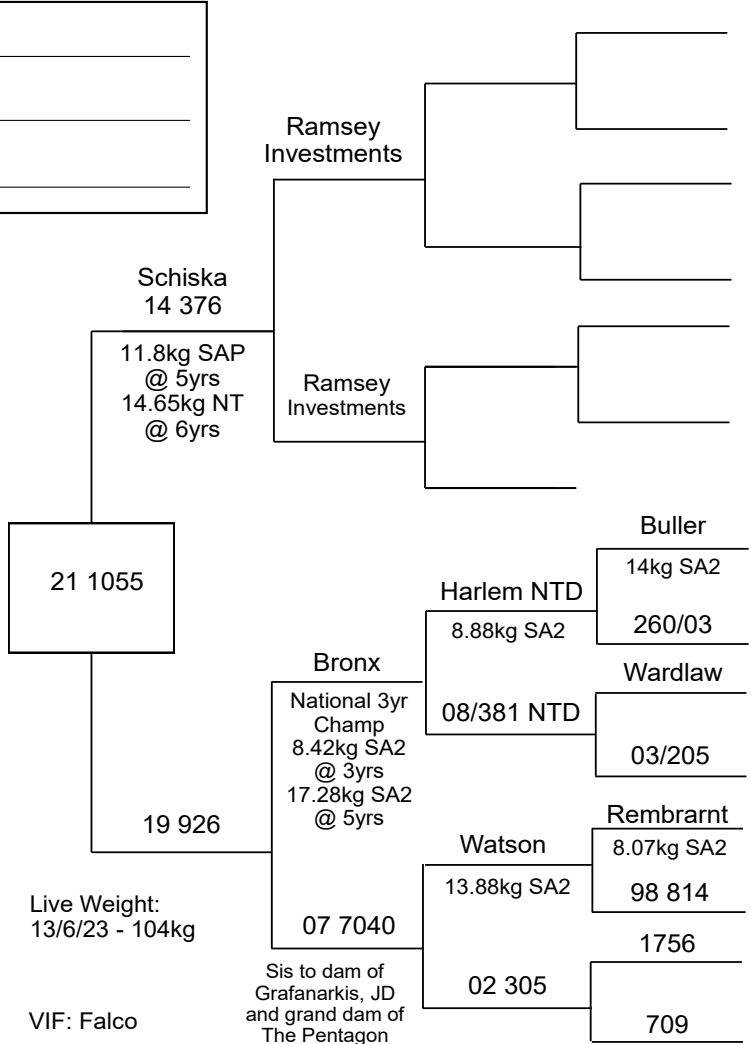 Ramsey
Investments
Schiska
14 376
11.8kg SAP
@ 5yrs
14.65kg NT
@ 6yrs
Ramsey
Investments
21 1055
Buller
14kg SA2
Harlem NTD
8.88kg SA2
260/03
Bronx
Wardlaw
National 3yr
Champ
8.42kg SA2
@ 3yrs
17.28kg SA2
@ 5yrs
08/381 NTD
03/205
19 926
Rembrarnt
Watson
8.07kg SA2
13.88kg SA2
98 814
Live Weight:
13/6/23 - 104kg
07 7040
1756
Sis to dam of
Grafanarkis, JD
and grand dam of
The Pentagon
02 305
709
VIF: Falco